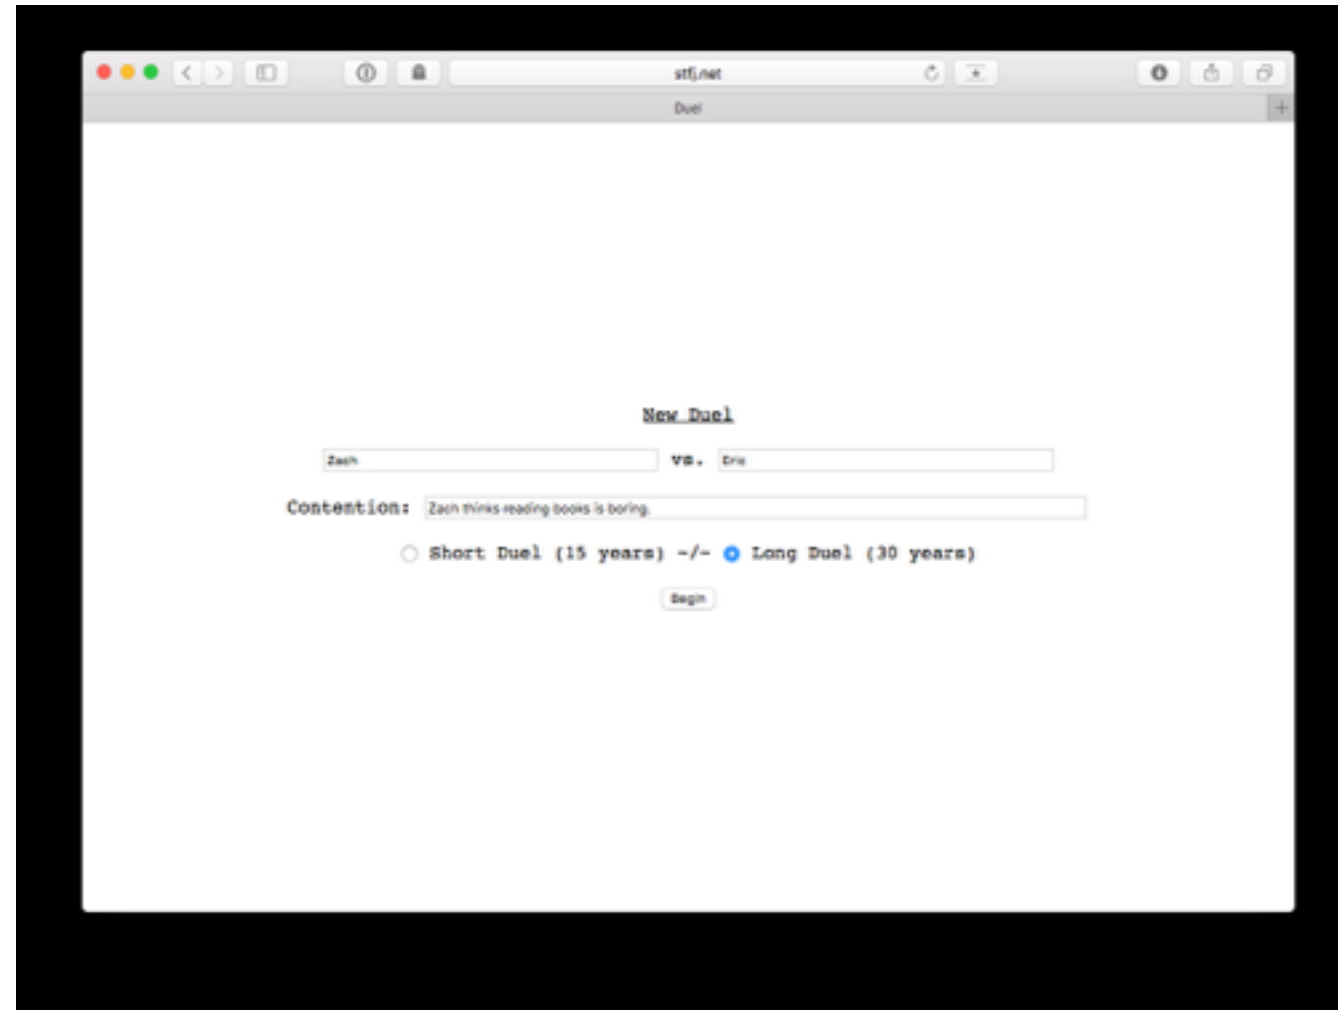 stfj.net
Duel
New Duel
Zach vs. Eric
Contention: Zach thinks reading books is boring.
Short Duel (15 years) -/- Long Duel (30 years)
Begin